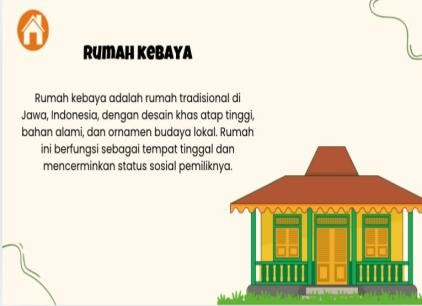 Rumah Kebaya
Rumah kebaya adalah rumah tradisional di
Jawa, Indonesia, dengan desain khas atap tinggi,
bahan alami, dan ornamen budaya lokal. Rumah
ini berfungsi sebagai tempat tinggal dan
mencerminkan status sosial pemiliknya.